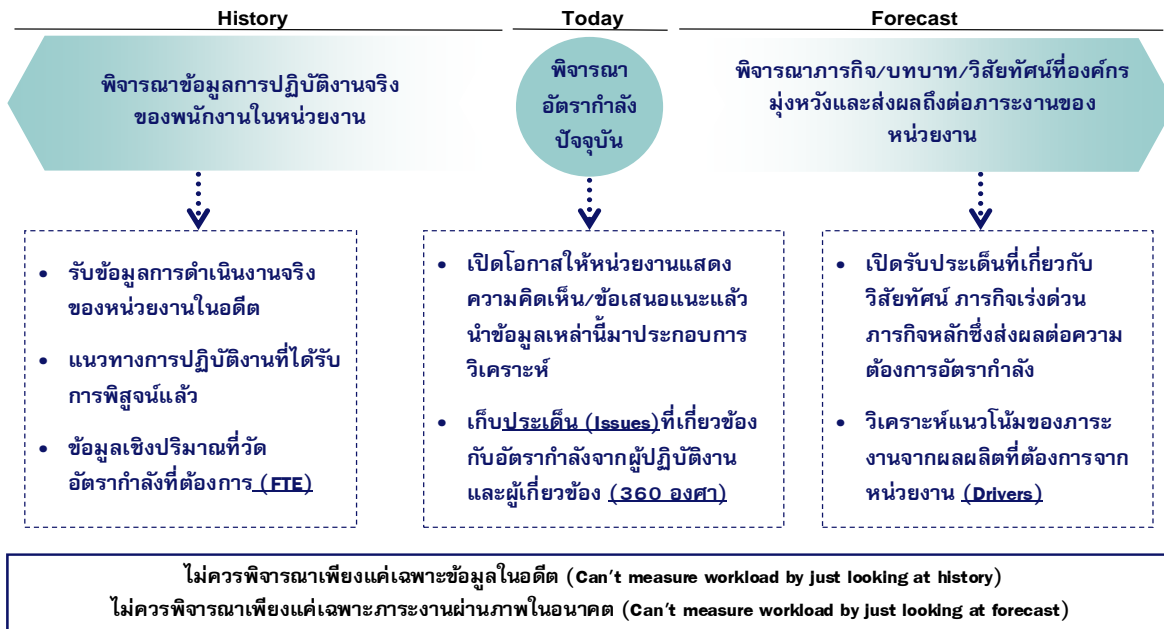 History
Today
Forecast
พิจารณาข้อมูลการปฏิบัติงานจริง
ของพนักงานในหน่วยงาน
พิจารณา
อัตรากำลัง
ปัจจุบัน
พิจารณาภารกิจ/บทบาท/วิสัยทัศน์ที่องค์กร
มุ่งหวังและส่งผลถึงต่อภาระงานของ
หน่วยงาน
• รับข้อมูลการดำเนินงานจริง
ของหน่วยงานในอดีต
• แนวทางการปฏิบัติงานที่ได้รับ
การพิสูจน์แล้ว
• ข้อมูลเชิงปริมาณที่วัด
อัตรากำลังที่ต้องการ (FTE)
• เปิดโอกาสให้หน่วยงานแสดง
ความคิดเห็น/ข้อเสนอแนะแล้ว
นำข้อมูลเหล่านี้มาประกอบการ
วิเคราะห์
• เก็บประเด็น (Issues)ที่เกี่ยวข้อง
กับอัตรากำลังจากผู้ปฏิบัติงาน
และผู้เกี่ยวข้อง (360 องศา)
• เปิดรับประเด็นที่เกี่ยวกับ
วิสัยทัศน์ ภารกิจเร่งด่วน
ภารกิจหลักซึ่งส่งผลต่อความ
ต้องการอัตรากำลัง
• วิเคราะห์แนวโน้มของภาระ
งานจากผลผลิตที่ต้องการจาก
หน่วยงาน (Drivers)
ไม่ควรพิจารณาเพียงแค่เฉพาะข้อมูลในอดีต (Can't measure workload by just looking at history)
ไม่ควรพิจารณาเพียงแค่เฉพาะภาระงานผ่านภาพในอนาคต (Can't measure workload by just looking at forecast)